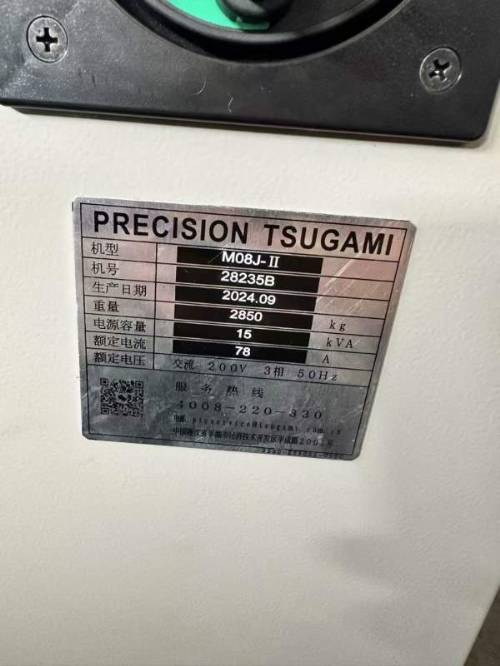 PRECISION TSUGAMI
机型 M08J-II
机号 28235B
生产日期 2024.09
重量 2850 kg
电源容量 15 kVA
额定电流 78 A
额定电压 交流 200V 3相 50Hz
服务热线
4008-220-330